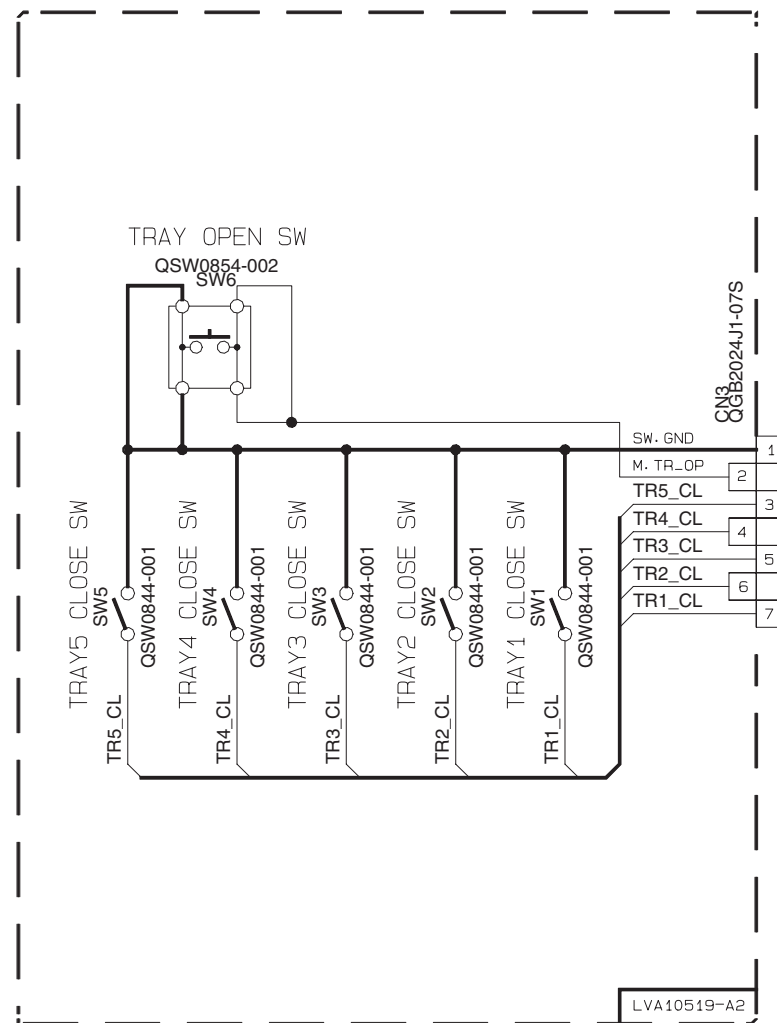 TRAY OPEN SW
QSW0854-002
SW6
CN3
QGB2024J1-07S
SW.GND
1
M.TR_OP
2
TR5_CL
3
TR4_CL
4
TR3_CL
5
TR2_CL
6
TR1_CL
7
TRAY5 CLOSE SW
SW5
QSW0844-001
TRAY4 CLOSE SW
SW4
QSW0844-001
TRAY3 CLOSE SW
SW3
QSW0844-001
TRAY2 CLOSE SW
SW2
QSW0844-001
TRAY1 CLOSE SW
SW1
QSW0844-001
TR5_CL
TR4_CL
TR3_CL
TR2_CL
TR1_CL
LVA10519-A2